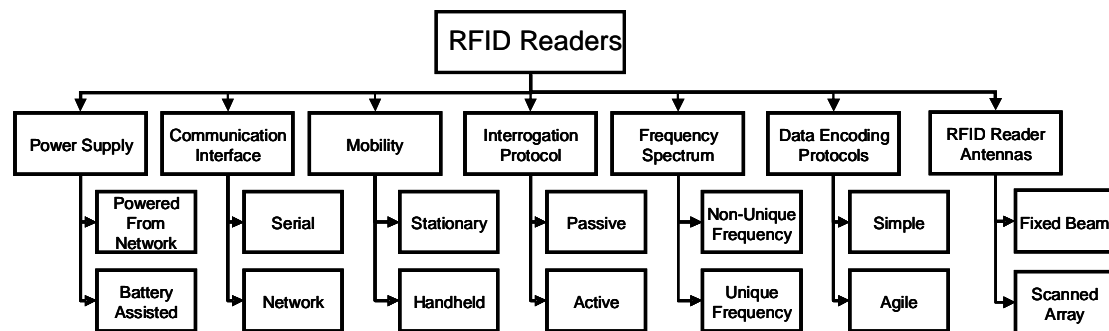 RFID Readers
Power Supply
Communication
Interface
Mobility
Interrogation
Protocol
Frequency
Spectrum
Data Encoding
Protocols
RFID Reader
Antennas
Powered
From
Network
Serial
Stationary
Passive
Non-Unique
Frequency
Simple
Fixed Beam
Battery
Assisted
Network
Handheld
Active
Unique
Frequency
Agile
Scanned
Array